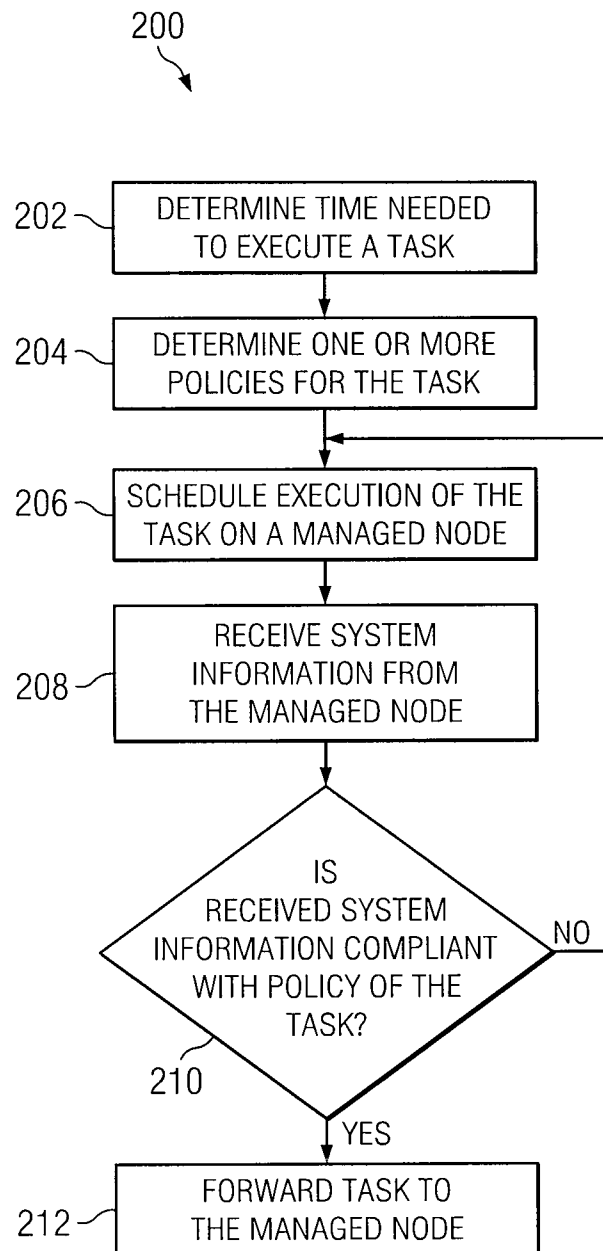 200
202
DETERMINE TIME NEEDED
TO EXECUTE A TASK
204
DETERMINE ONE OR MORE
POLICIES FOR THE TASK
206
SCHEDULE EXECUTION OF THE
TASK ON A MANAGED NODE
208
RECEIVE SYSTEM
INFORMATION FROM
THE MANAGED NODE
IS
RECEIVED SYSTEM
INFORMATION COMPLIANT
WITH POLICY OF THE
TASK?
NO
210
YES
212
FORWARD TASK TO
THE MANAGED NODE